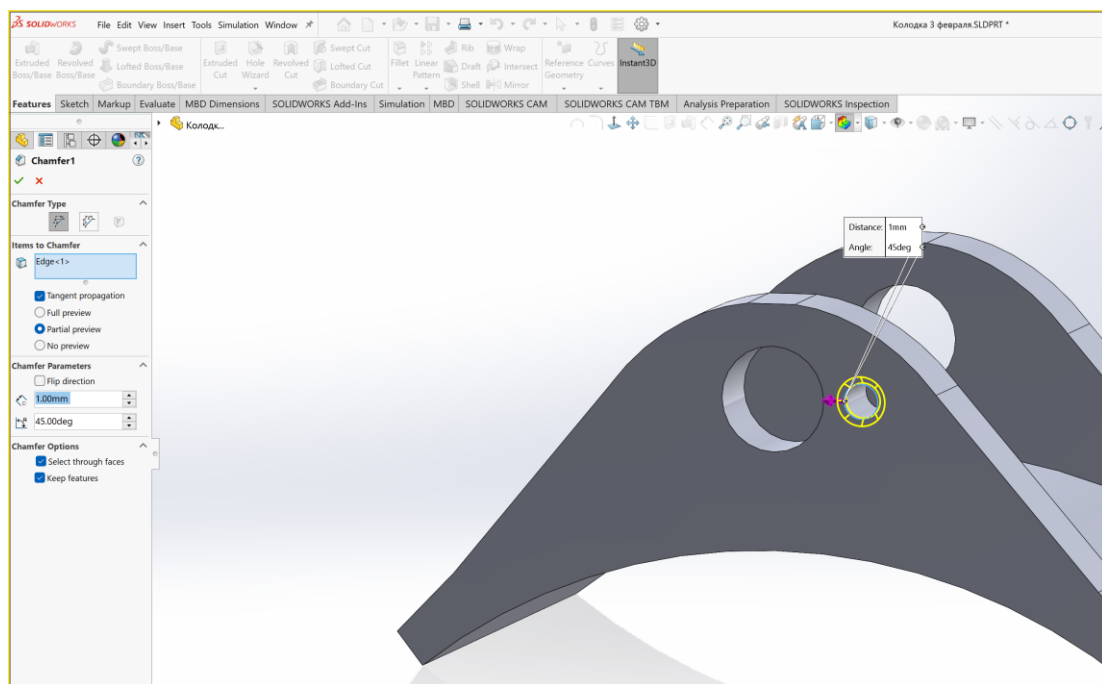 SOLIDWORKS File Edit View Insert Tools Simulation Window Колодка 3 февраля.SLDPRT *
Extruded Boss/Base
Revolved Boss/Base
Swept Boss/Base
Lofted Boss/Base
Boundary Boss/Base
Extruded Cut
Hole Wizard
Revolved Cut
Swept Cut
Lofted Cut
Boundary Cut
Fillet
Linear Pattern
Rib
Draft
Shell
Wrap
Intersect
Mirror
Reference Geometry
Curves
Instant3D
Features Sketch Markup Evaluate MBD Dimensions SOLIDWORKS Add-Ins Simulation MBD SOLIDWORKS CAM SOLIDWORKS CAM TBM Analysis Preparation SOLIDWORKS Inspection
Колодк...
Chamfer1
Chamfer Type
Items to Chamfer
Edge<1>
Tangent propagation
Full preview
Partial preview
No preview
Chamfer Parameters
Flip direction
1.00mm
45.00deg
Chamfer Options
Select through faces
Keep features
Distance: 1mm
Angle: 45deg